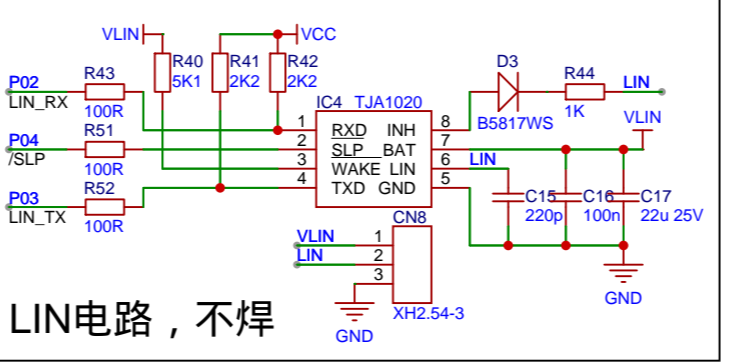 VLIN
VCC
R40
5K1
R41
2K2
R42
2K2
P02
LIN_RX
R43
100R
P04
/SLP
R51
100R
P03
LIN_TX
R52
100R
IC4 TJA1020
1 RXD INH 8
2 SLP BAT 7
3 WAKE LIN 6
4 TXD GND 5
D3
B5817WS
R44
1K
LIN
VLIN
LIN
C15
220p
C16
100n
C17
22u 25V
GND
CN8
VLIN 1
LIN 2
3
XH2.54-3
GND
LIN电路，不焊